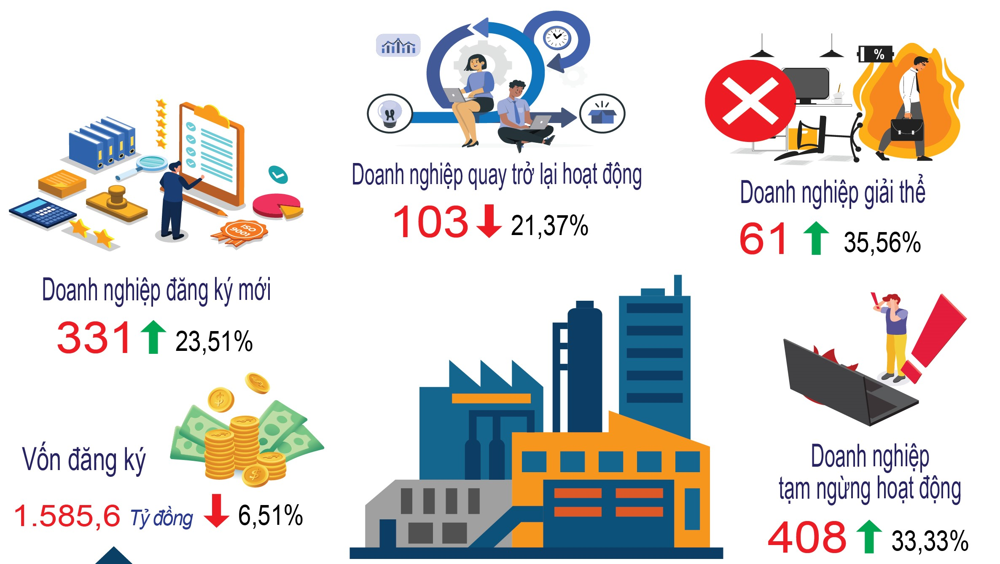 Doanh nghiệp đăng ký mới
331 23,51%
ISO
9001
Vốn đăng ký
1.585,6 Tỷ đồng 6,51%
Doanh nghiệp quay trở lại hoạt động
103 21,37%
%
Doanh nghiệp giải thể
61 35,56%
Doanh nghiệp
tạm ngừng hoạt động
408 33,33%